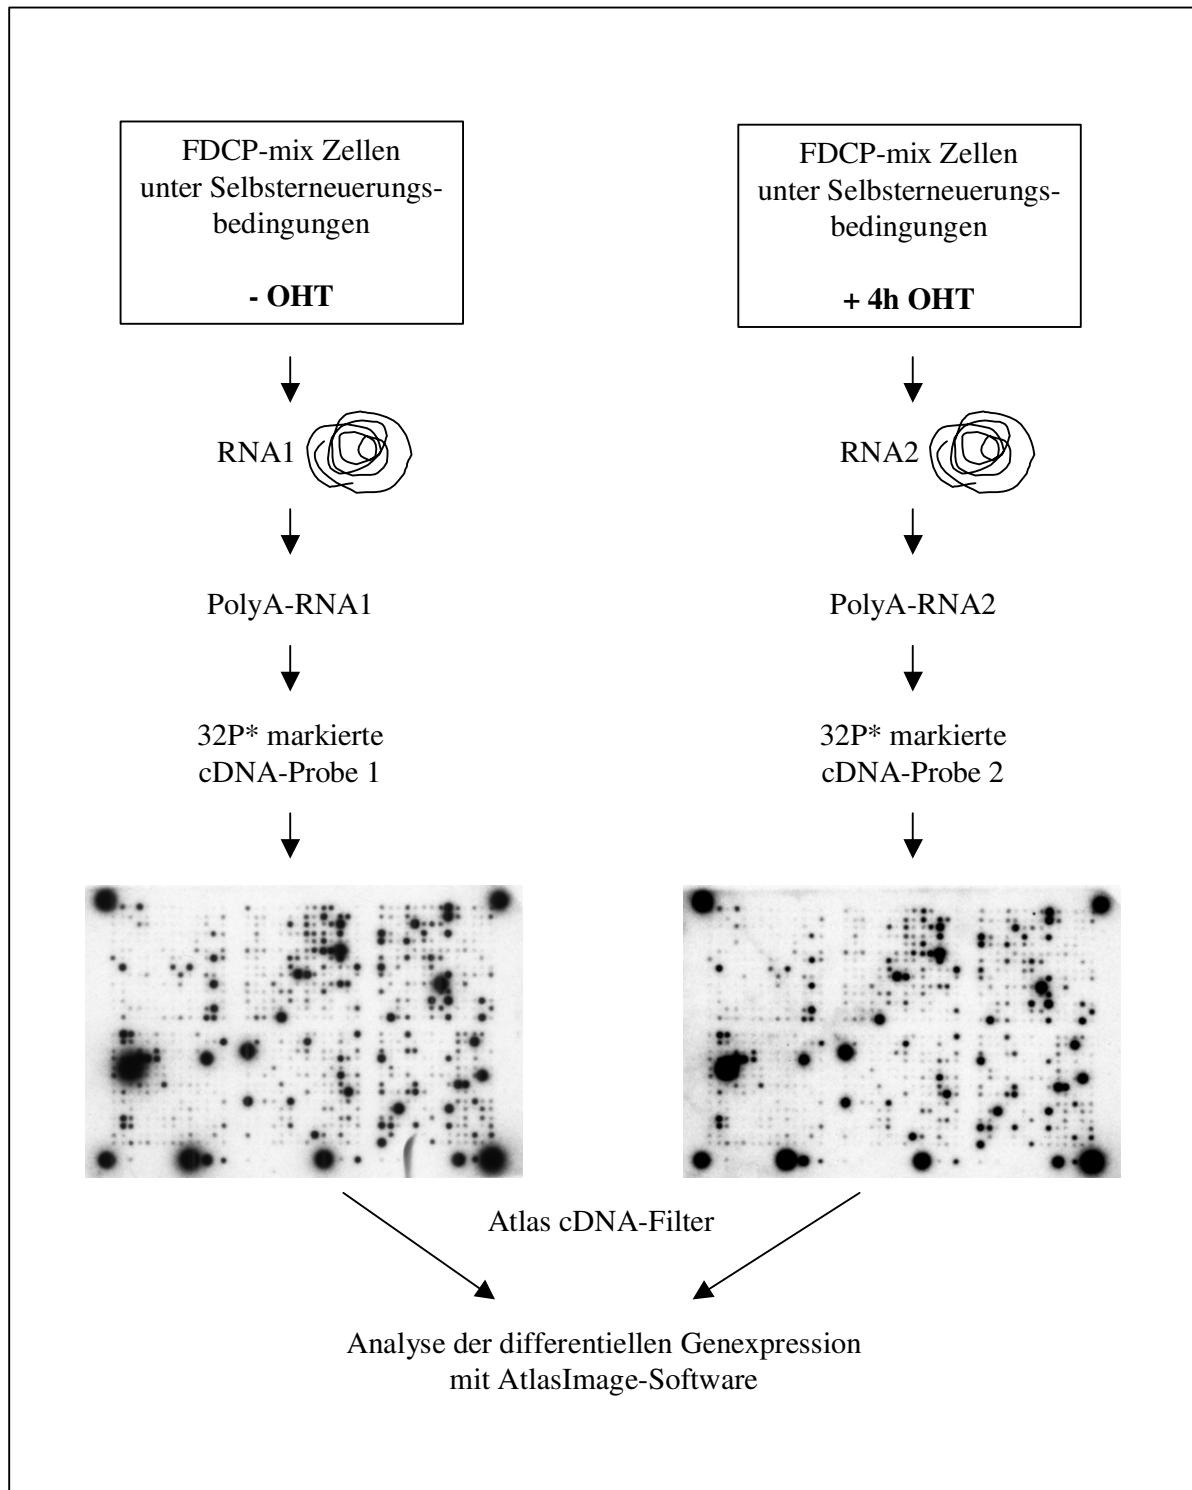 FDCP-mix Zellen
unter Selbsterneuerungs-
bedingungen
- OHT
FDCP-mix Zellen
unter Selbsterneuerungs-
bedingungen
+ 4h OHT
RNA1
RNA2
PolyA-RNA1
PolyA-RNA2
32P* markierte
cDNA-Probe 1
32P* markierte
cDNA-Probe 2
Atlas cDNA-Filter
Analyse der differentiellen Genexpression
mit AtlasImage-Software